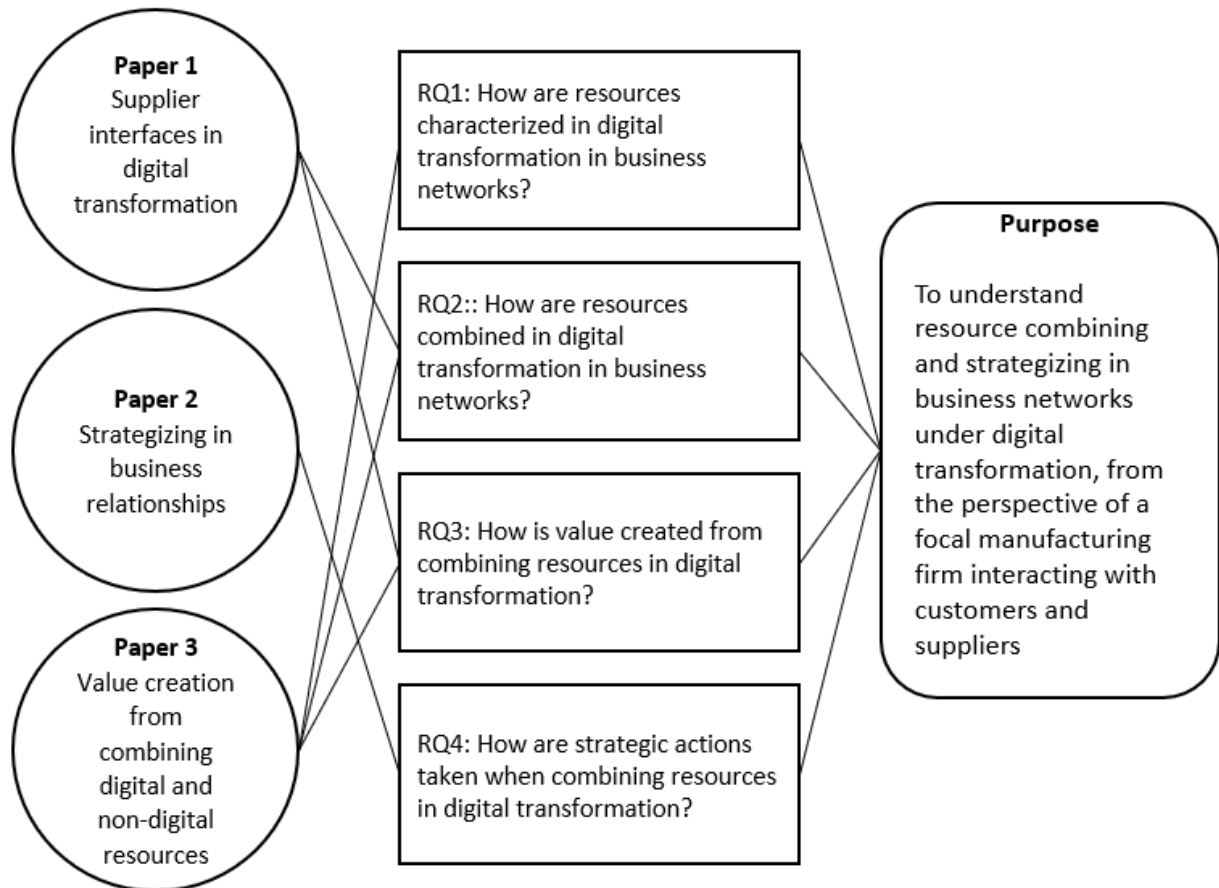 Paper 1
Supplier
interfaces in
digital
transformation
Paper 2
Strategizing in
business
relationships
Paper 3
Value creation
from
combining
digital and
non-digital
resources
RQ1: How are resources
characterized in digital
transformation in business
networks?
RQ2:: How are resources
combined in digital
transformation in business
networks?
RQ3: How is value created from
combining resources in digital
transformation?
RQ4: How are strategic actions
taken when combining resources
in digital transformation?
Purpose
To understand
resource combining
and strategizing in
business networks
under digital
transformation, from
the perspective of a
focal manufacturing
firm interacting with
customers and
suppliers